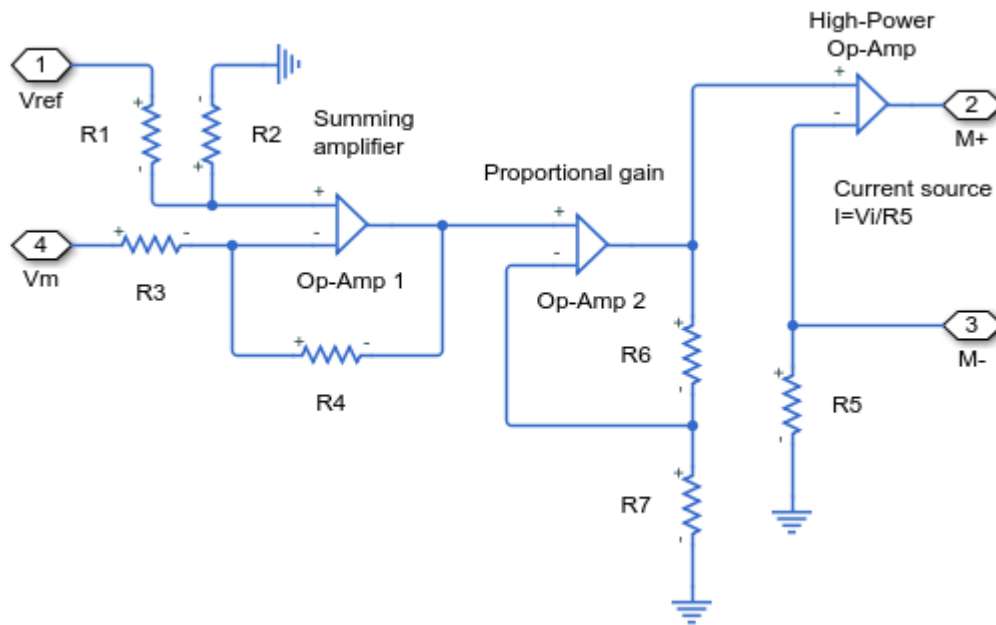 High-Power
Op-Amp
1
Vref
R1
R2
+
-
-
+
Summing
amplifier
+
-
2
M+
Proportional gain
Current source
I=Vi/R5
+
-
Op-Amp 1
4
Vm
+
-
R3
+
-
Op-Amp 2
+
-
R4
+
-
R6
3
M-
+
-
R5
+
-
R7